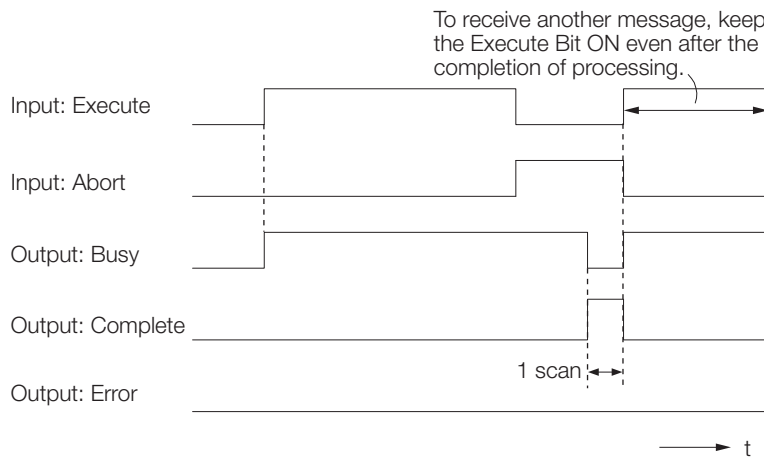 To receive another message, keep
the Execute Bit ON even after the
completion of processing.
Input: Execute
Input: Abort
Output: Busy
Output: Complete
1 scan
Output: Error
t